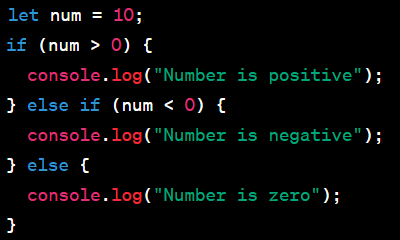 let num = 10;
if (num > 0) {
  console.log("Number is positive");
} else if (num < 0) {
  console.log("Number is negative");
} else {
  console.log("Number is zero");
}